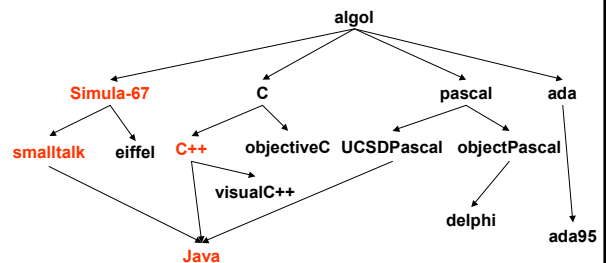 algol
Simula-67 C pascal ada
smalltalk eiffel C++ objectiveC UCSDPascal objectPascal
visualC++
delphi
ada95
Java